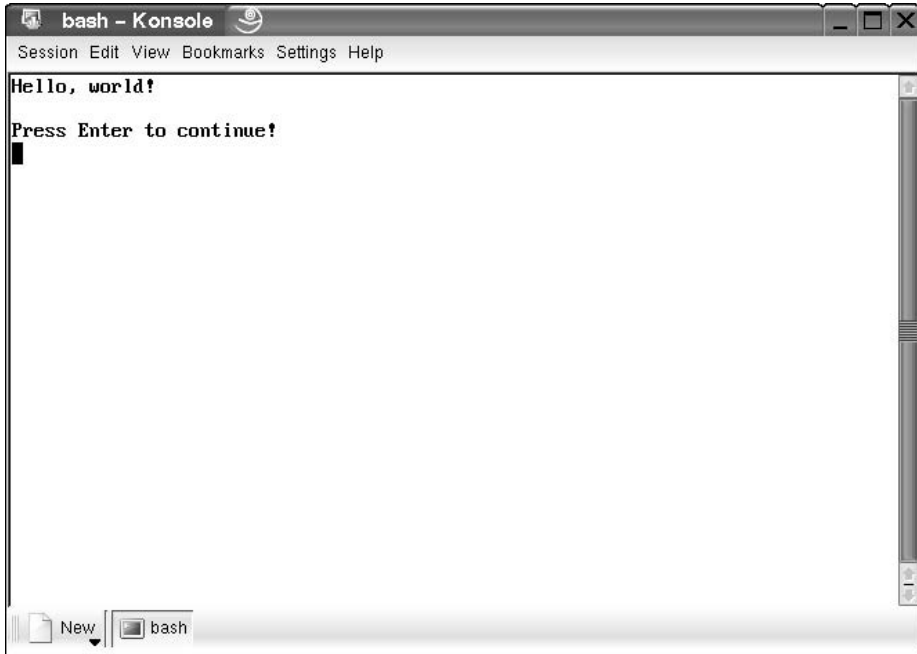 bash – Konsole
Session Edit View Bookmarks Settings Help
Hello, world!
Press Enter to continue!
New bash